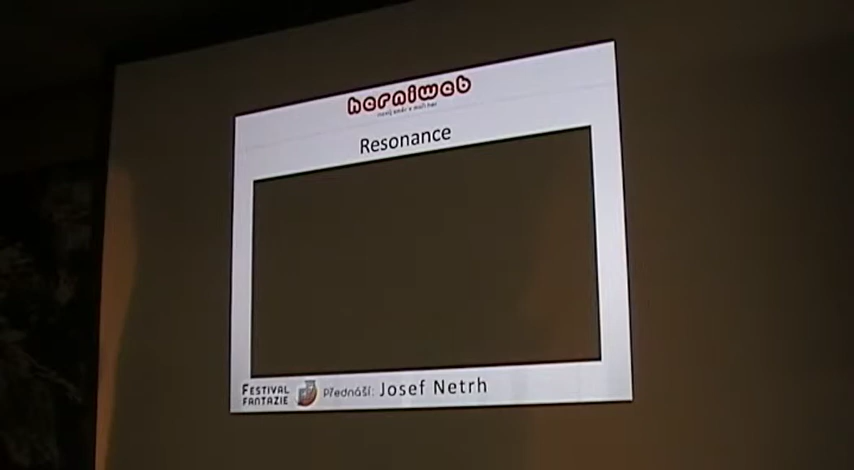 herniweb
Resonance
FESTIVAL
FANTAZIE
Přednáší: Josef Netrh